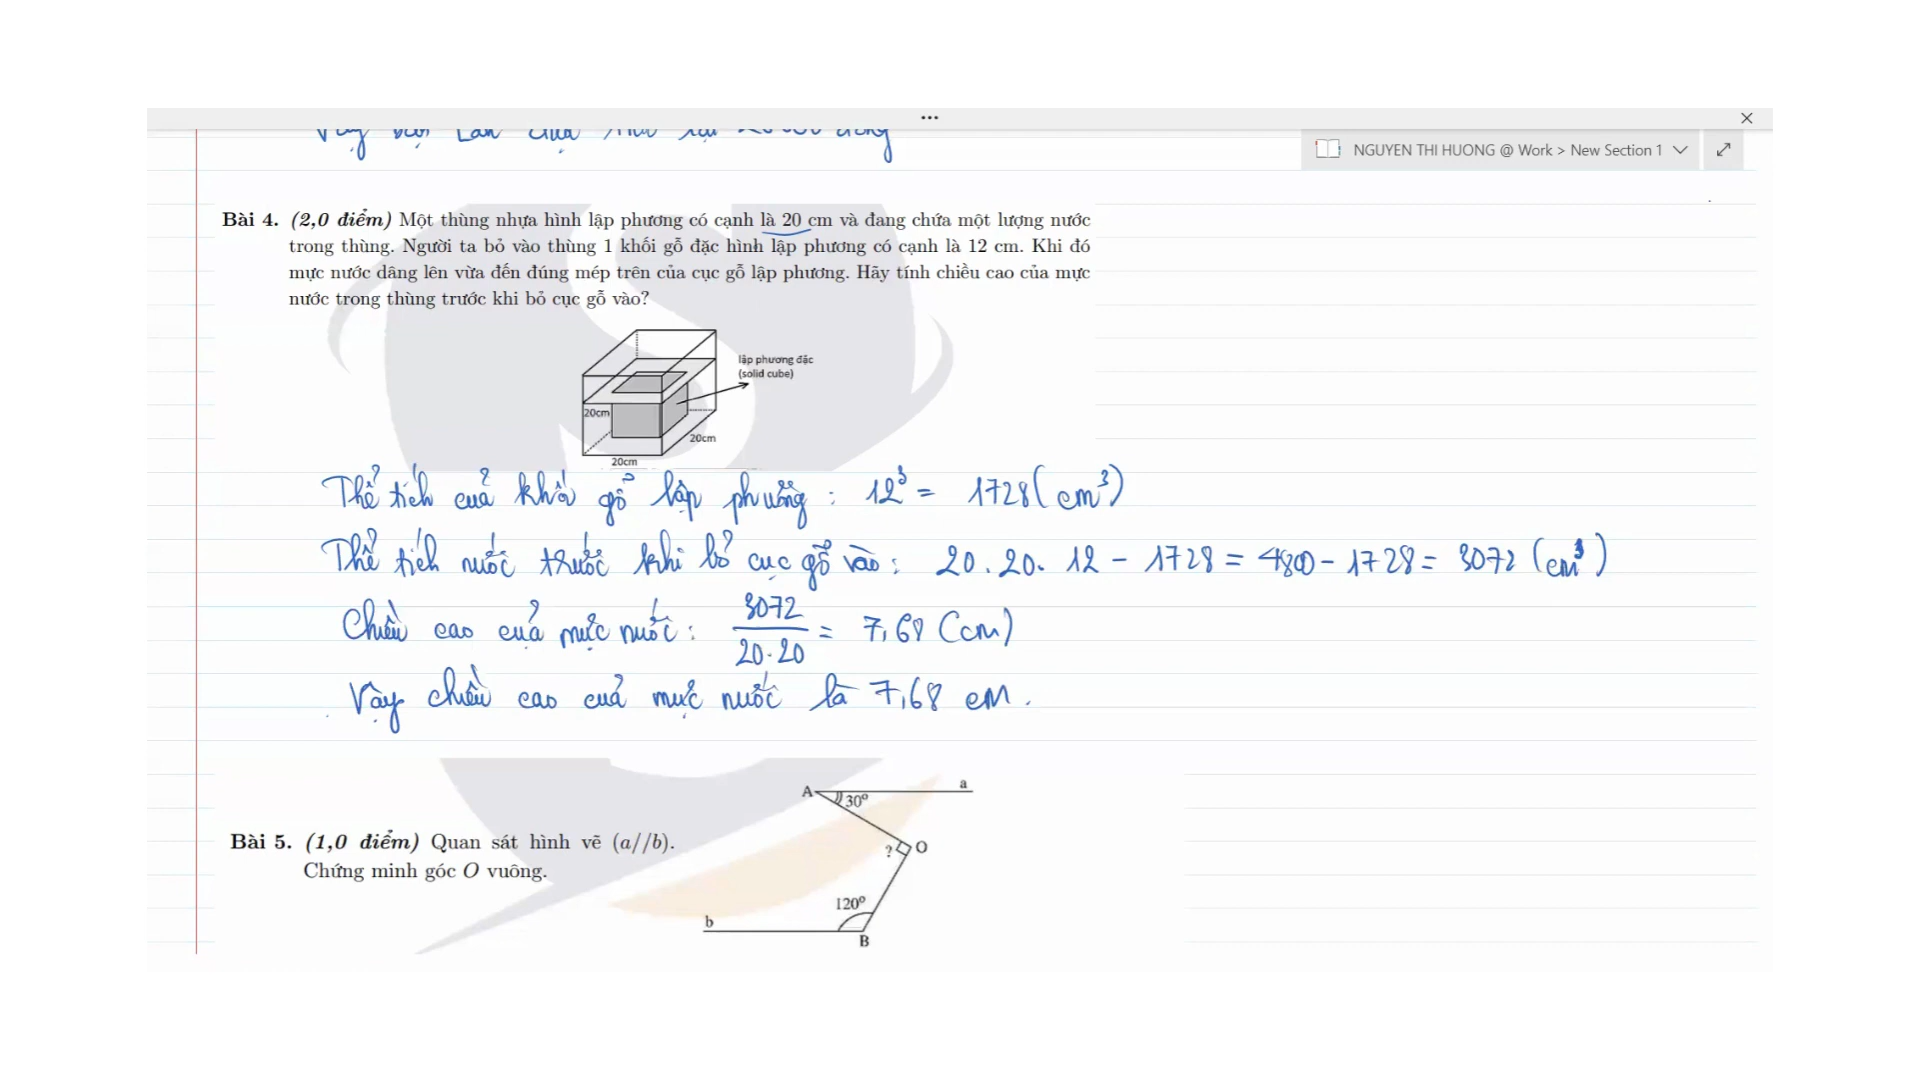 NGUYEN THI HUONG @ Work > New Section 1
Bài 4. (2,0 điểm) Một thùng nhựa hình lập phương có cạnh là 20 cm và đang chứa một lượng nước
trong thùng. Người ta bỏ vào thùng 1 khối gỗ đặc hình lập phương có cạnh là 12 cm. Khi đó
mực nước dâng lên vừa đến đúng mép trên của cục gỗ lập phương. Hãy tính chiều cao của mực
nước trong thùng trước khi bỏ cục gỗ vào?
lập phương đặc
(solid cube)
20cm
20cm
20cm
Thể tích của khối gỗ lập phương : 12³ = 1728 (cm³)
Thể tích nước trước khi bỏ cục gỗ vào : 20 . 20 . 12 - 1728 = 4800 - 1728 = 3072 (cm³)
Chiều cao của mực nước : 3072 / 20.20 = 7,68 (cm)
Vậy chiều cao của mực nước là 7,68 cm .
A
30°
a
Bài 5. (1,0 điểm) Quan sát hình vẽ (a//b).
? O
Chứng minh góc O vuông.
120°
b
B